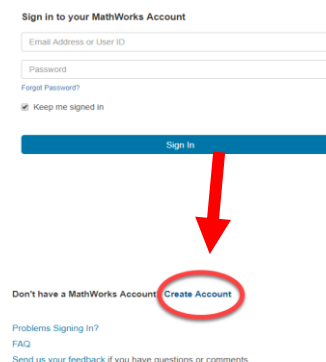 Sign in to your MathWorks Account
Email Address or User ID
Password
Forgot Password?
Keep me signed in
Sign In
Don't have a MathWorks Account Create Account
Problems Signing In?
FAQ
Send us your feedback if you have questions or comments